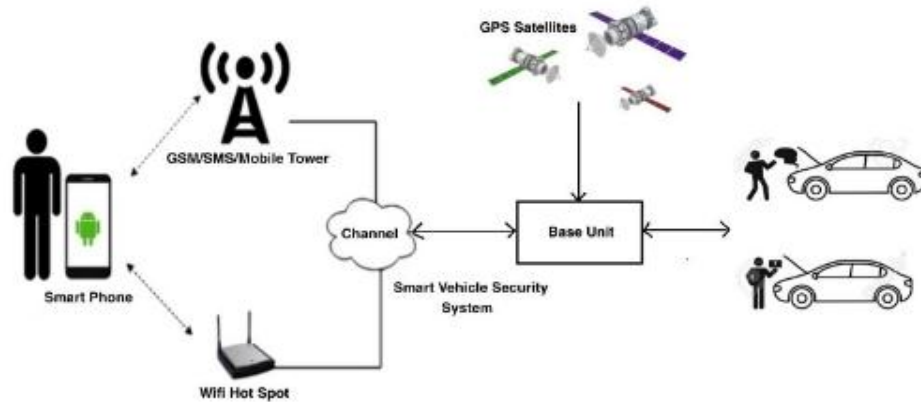 GPS Satellites
GSM/SMS/Mobile Tower
Channel
Base Unit
Smart Phone
Smart Vehicle Security
System
Wifi Hot Spot